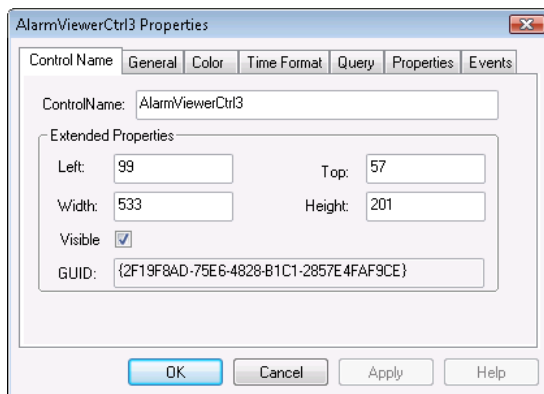 AlarmViewerCtrl3 Properties
Control Name General Color Time Format Query Properties Events
ControlName: AlarmViewerCtrl3
Extended Properties
Left: 99 Top: 57
Width: 533 Height: 201
Visible
GUID: {2F19F8AD-75E6-4828-B1C1-2857E4FAF9CE}
OK Cancel Apply Help